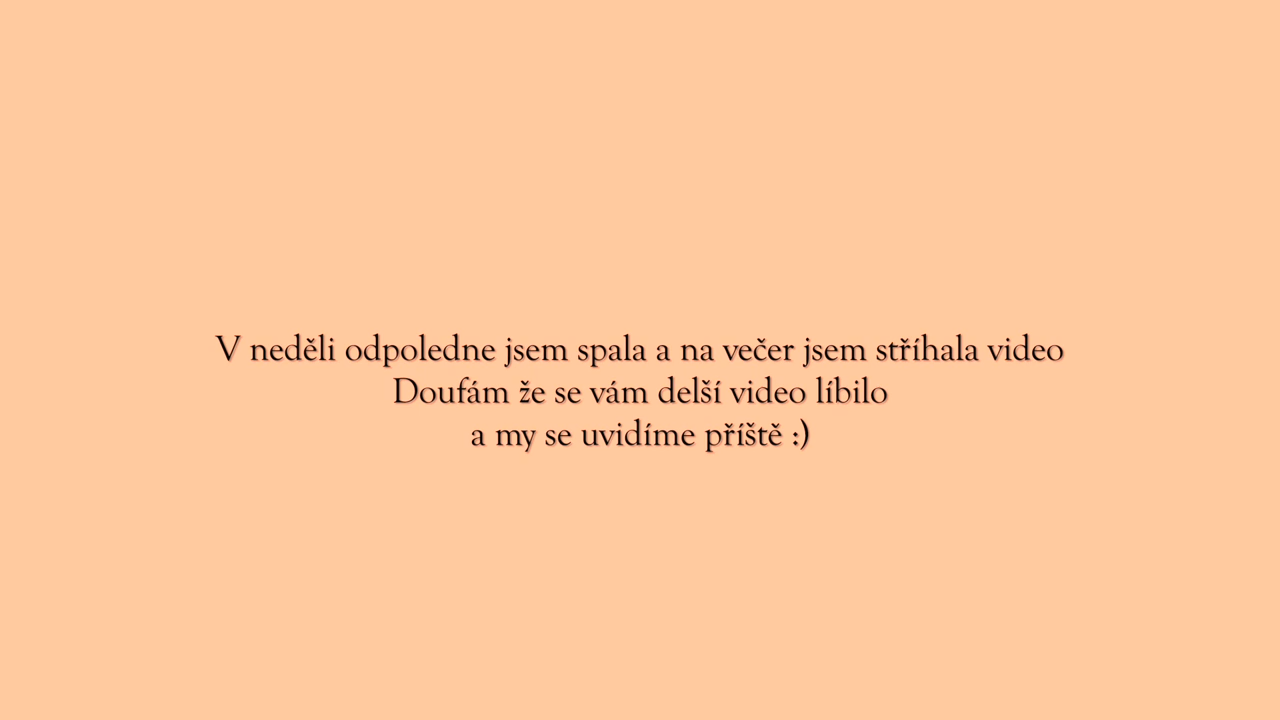 V neděli odpoledne jsem spala a na večer jsem stříhala video
Doufám že se vám delší video líbilo
a my se uvidíme příště :)